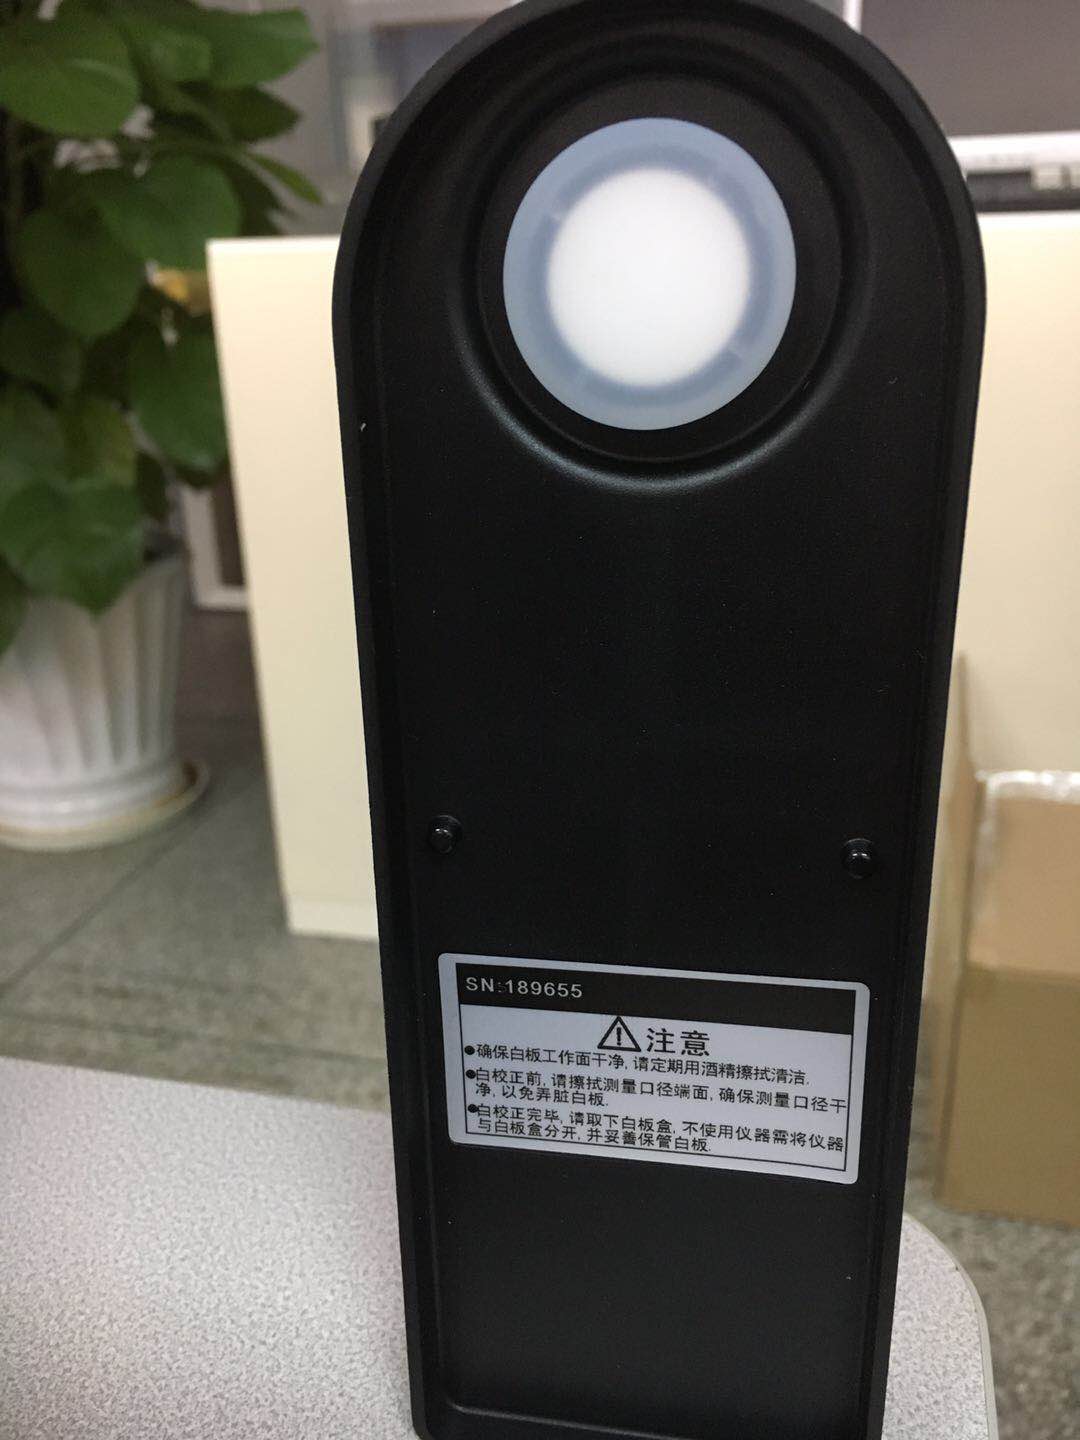 SN:189655
注意
●确保白板工作面干净,请定期用酒精擦拭清洁.
●白校正前,请擦拭测量口径端面,确保测量口径干
净,以免弄脏白板.
●白校正完毕,请取下白板盒,不使用仪器需将仪器
与白板盒分开,并妥善保管白板.